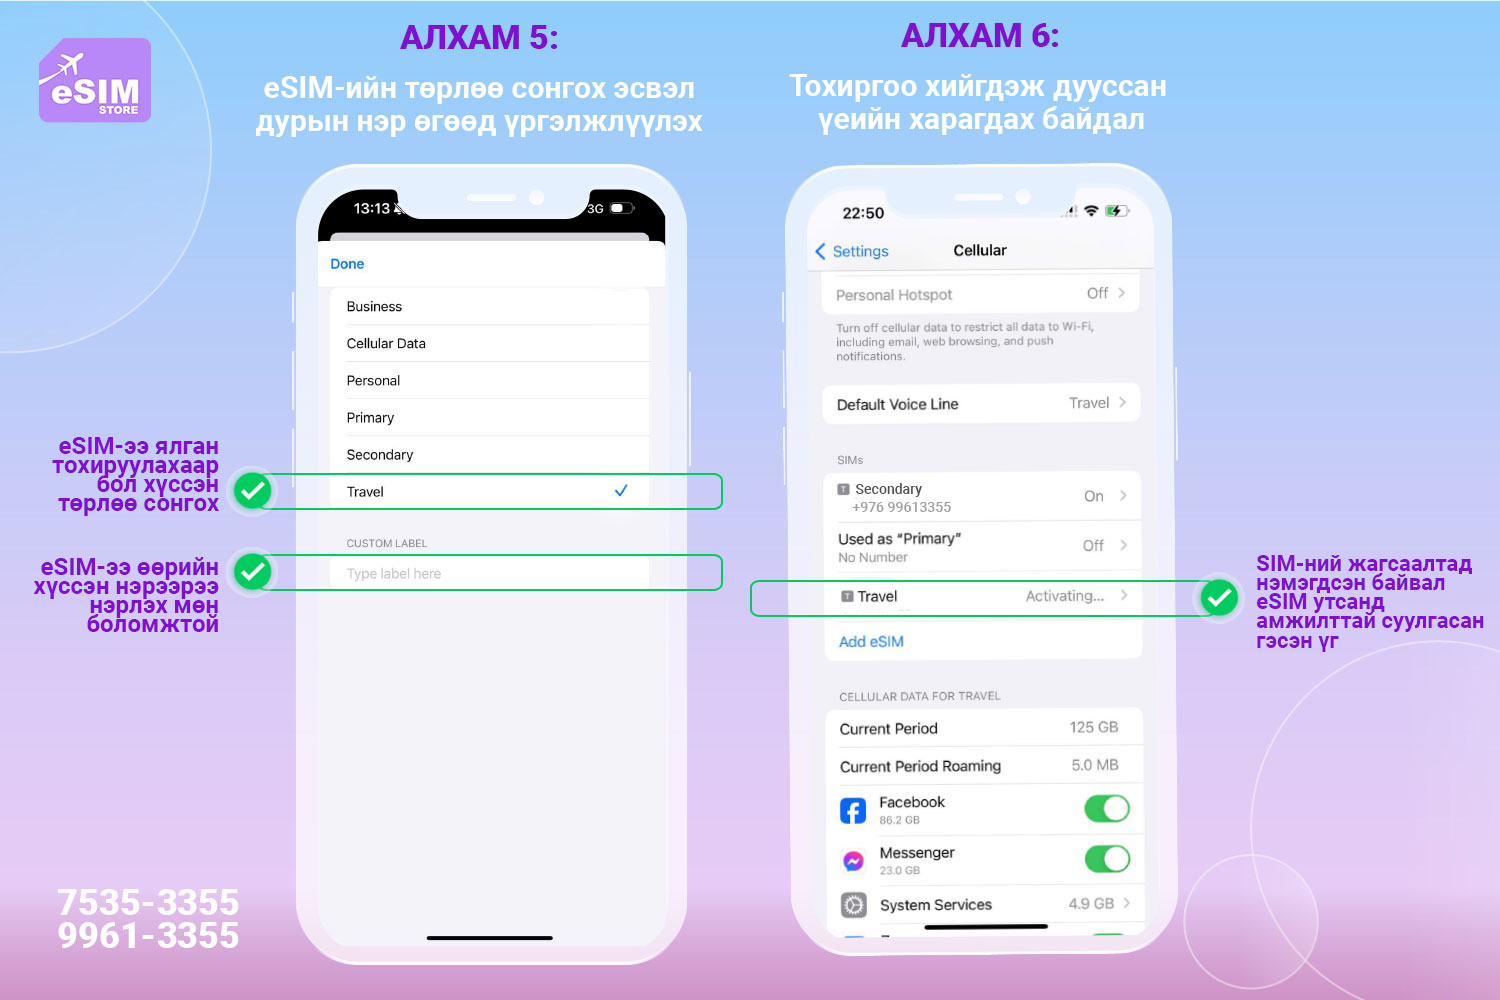 eSIM
STORE
АЛХАМ 5:
eSIM-ийн төрлөө сонгох эсвэл
дурын нэр өгөөд үргэлжлүүлэх
13:13
3G
Done
Business
Cellular Data
Personal
Primary
Secondary
Travel
CUSTOM LABEL
Type label here
eSIM-ээ ялган
тохируулахаар
бол хүссэн
төрлөө сонгох
eSIM-ээ өөрийн
хүссэн нэрээрээ
нэрлэх мөн
боломжтой
7535-3355
9961-3355
АЛХАМ 6:
Тохиргоо хийгдэж дууссан
үеийн харагдах байдал
22:50
Settings
Cellular
Personal Hotspot Off
Turn off cellular data to restrict all data to Wi-Fi,
including email, web browsing, and push
notifications.
Default Voice Line Travel
SIMs
T Secondary On
+976 99613355
Used as “Primary” Off
No Number
T Travel Activating...
Add eSIM
CELLULAR DATA FOR TRAVEL
Current Period 125 GB
Current Period Roaming 5.0 MB
Facebook
86.2 GB
Messenger
23.0 GB
System Services 4.9 GB
SIM-ний жагсаалтад
нэмэгдсэн байвал
eSIM утсанд
амжилттай суулгасан
гэсэн үг